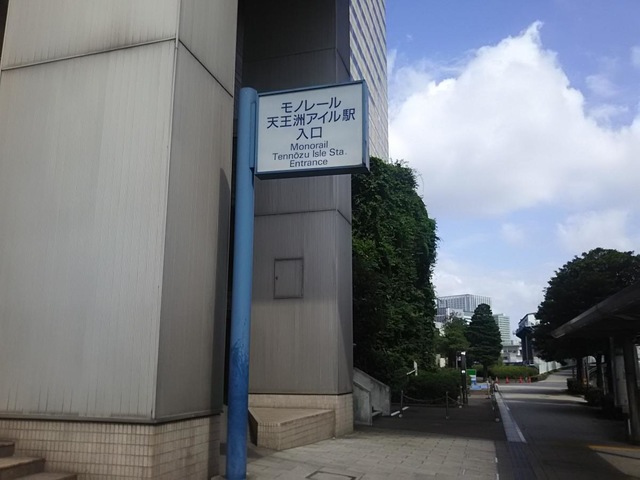 モノレール
天王洲アイル駅
入口
Monorail
Tennōzu Isle Sta.
Entrance